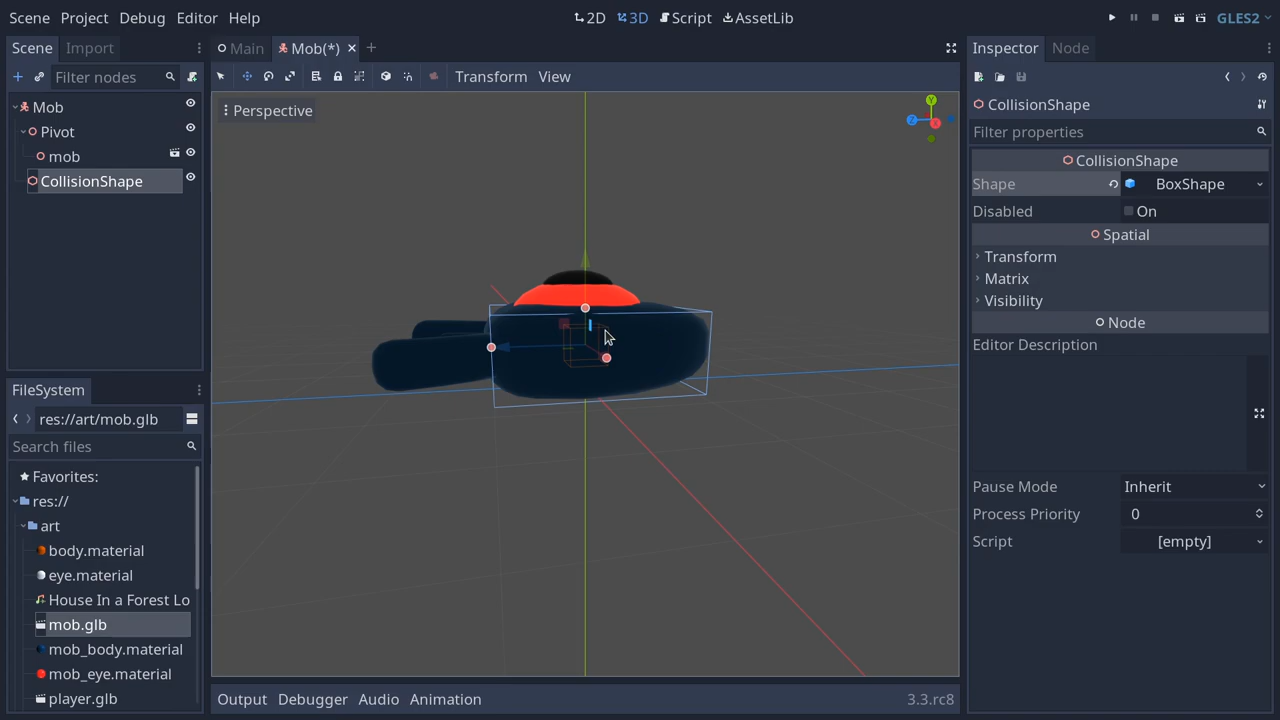 Scene Project Debug Editor Help
2D 3D Script AssetLib
GLES2
Scene Import
Main Mob(*)
Inspector Node
Filter nodes
Transform View
Mob
Pivot
mob
CollisionShape
Perspective
Y
Z
X
CollisionShape
Filter properties
CollisionShape
Shape BoxShape
Disabled On
Spatial
Transform
Matrix
Visibility
Node
Editor Description
Pause Mode Inherit
Process Priority 0
Script [empty]
FileSystem
res://art/mob.glb
Search files
Favorites:
res://
art
body.material
eye.material
House In a Forest Lo
mob.glb
mob_body.material
mob_eye.material
player.glb
Output Debugger Audio Animation
3.3.rc8